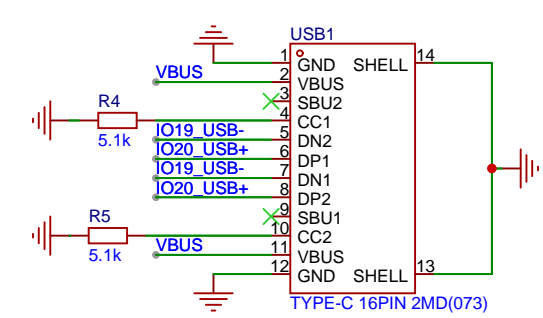 USB1
1 GND SHELL 14
VBUS 2 VBUS
3 SBU2
R4 4 CC1
5.1k
IO19_USB- 5 DN2
IO20_USB+ 6 DP1
IO19_USB- 7 DN1
IO20_USB+ 8 DP2
9 SBU1
R5 10 CC2
5.1k
VBUS 11 VBUS
12 GND SHELL 13
TYPE-C 16PIN 2MD(073)